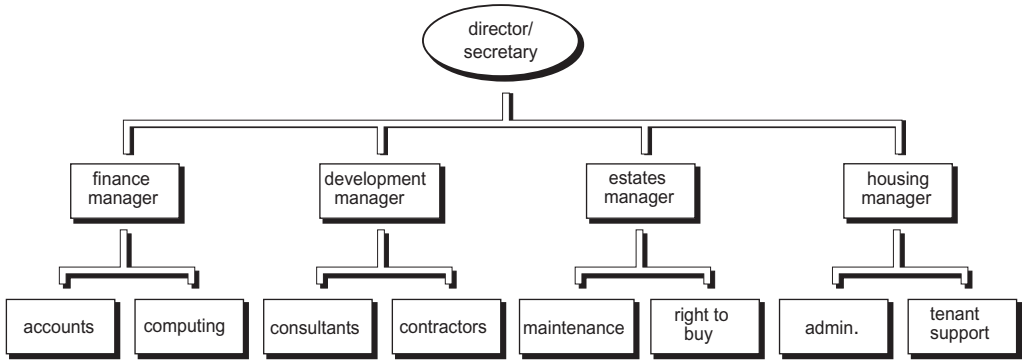 director/
secretary
finance
manager
development
manager
estates
manager
housing
manager
accounts
computing
consultants
contractors
maintenance
right to
buy
admin.
tenant
support